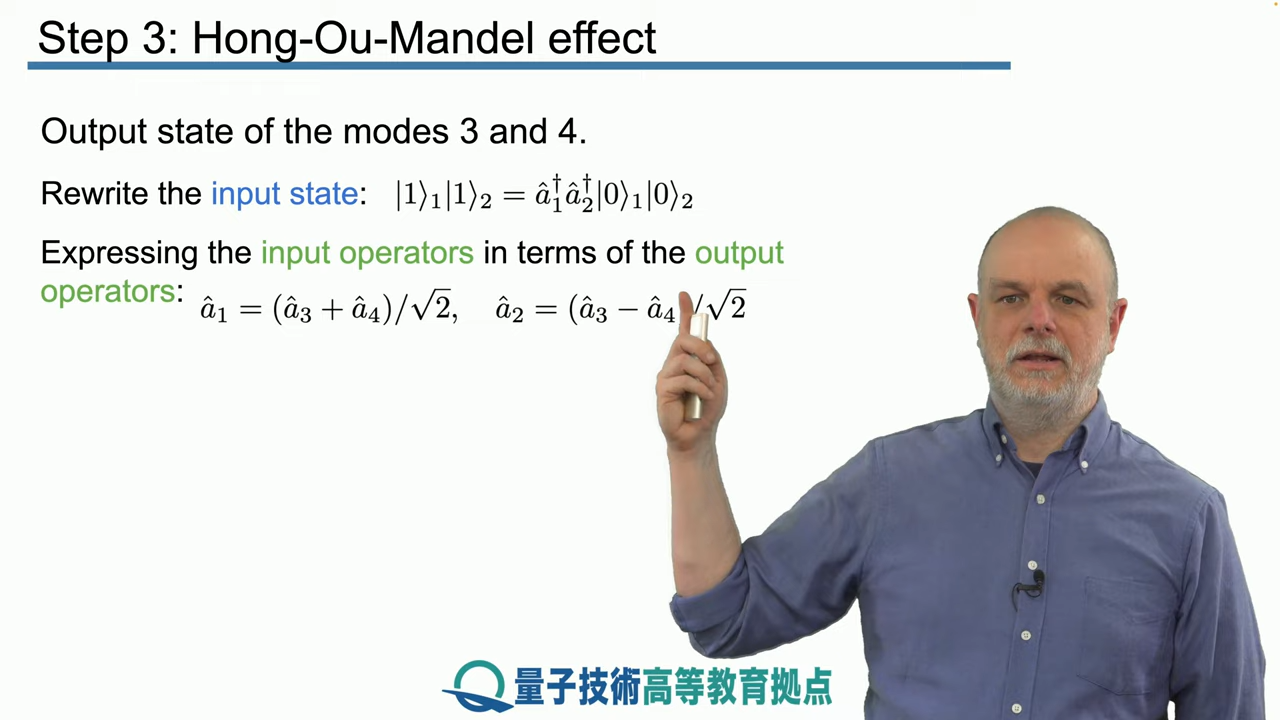 Step 3: Hong-Ou-Mandel effect
Output state of the modes 3 and 4.
Rewrite the input state: |1⟩₁|1⟩₂ = â₁†â₂†|0⟩₁|0⟩₂
Expressing the input operators in terms of the output
operators: â₁ = (â₃ + â₄)/√2, â₂ = (â₃ − â₄ /√2
量子技術高等教育拠点